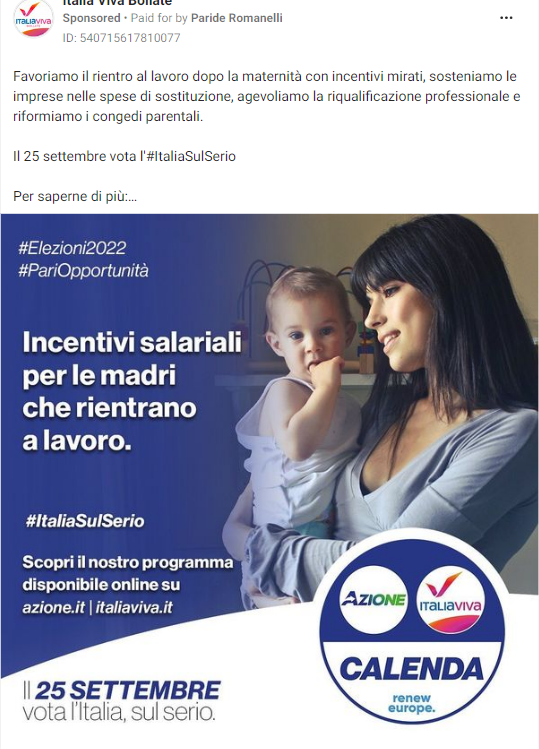 Italia Viva Bollate
Sponsored • Paid for by Paride Romanelli
ID: 540715617810077
Favoriamo il rientro al lavoro dopo la maternità con incentivi mirati, sosteniamo le
imprese nelle spese di sostituzione, agevoliamo la riqualificazione professionale e
riformiamo i congedi parentali.
Il 25 settembre vota l'#ItaliaSulSerio
Per saperne di più:...
#Elezioni2022
#PariOpportunità
Incentivi salariali
per le madri
che rientrano
a lavoro.
#ItaliaSulSerio
Scopri il nostro programma
disponibile online su
azione.it | italiaviva.it
Il 25 SETTEMBRE
vota l'Italia, sul serio.
AZIONE
ITALIAVIVA
CALENDA
renew
europe.